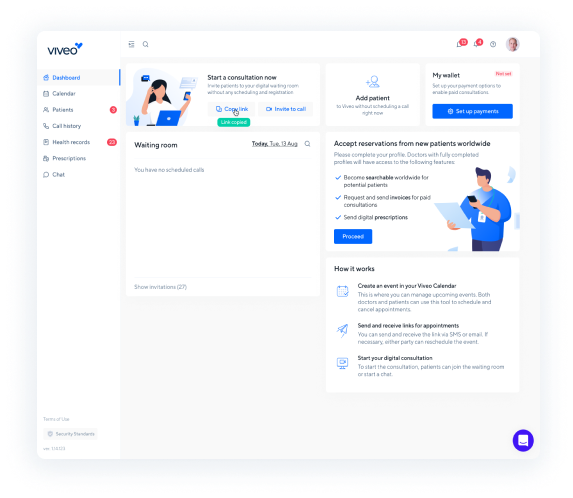 VIVEO
Dashboard
Calendar
Patients
Call history
Health records
Prescriptions
Chat
Terms of Use
Security Standards
Start a consultation now
Invite patients to your digital waiting room
without any scheduling and registration
Copy link
Invite to call
Link copied
Add patient
to Viveo without scheduling a call
right now
My wallet
Not set
Set up your payment options to
enable paid consultations.
Set up payments
Waiting room
Today, Tue, 13 Aug
You have no scheduled calls
Show invitations (27)
Accept reservations from new patients worldwide
Please complete your profile. Doctors with fully completed
profiles will have access to the following features:
Become searchable worldwide for
potential patients
Request and send invoices for paid
consultations
Send digital prescriptions
Proceed
How it works
Create an event in your Viveo Calendar
This is where you can manage upcoming events. Both
doctors and patients can use this tool to schedule and
cancel appointments.
Send and receive links for appointments
You can send and receive the link via SMS or email. If
necessary, either party can reschedule the event.
Start your digital consultation
To start the consultation, patients can join the waiting room
or start a chat.